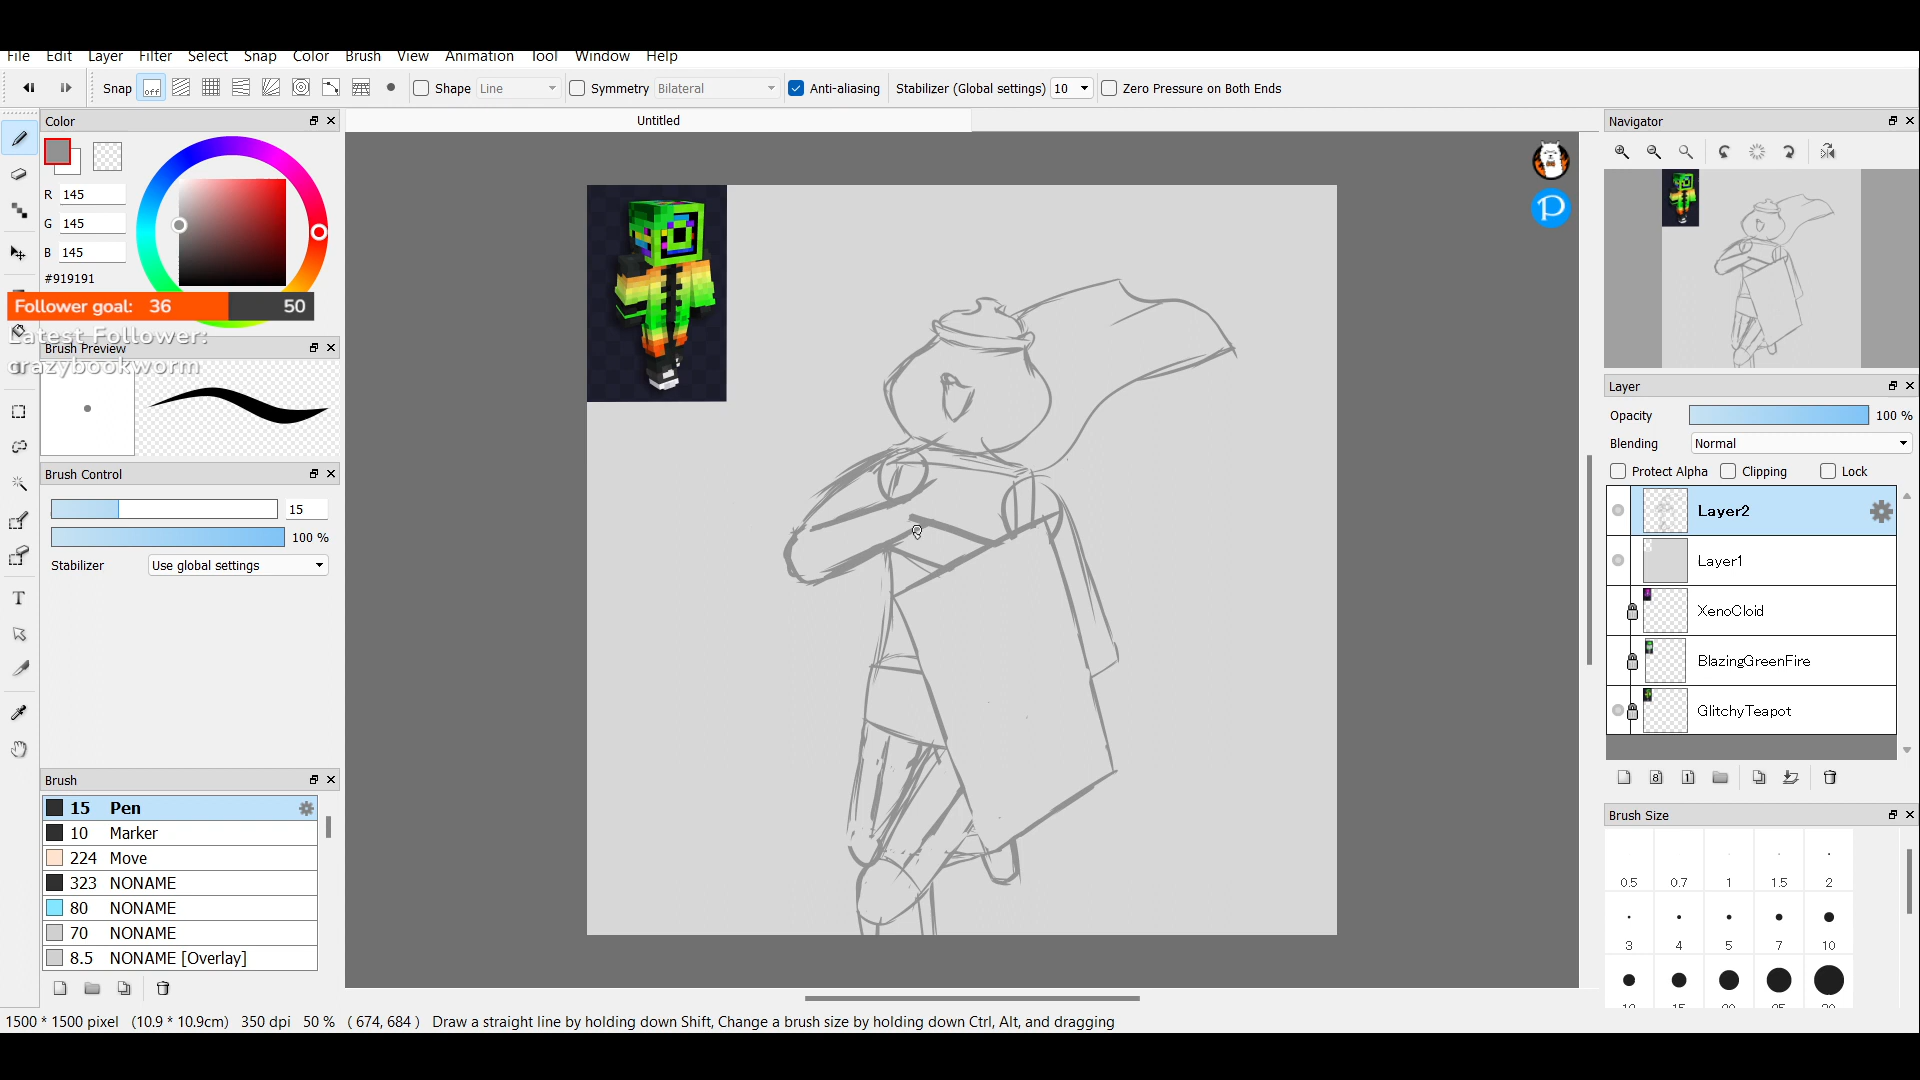 File Edit Layer Filter Select Snap Color Brush View Animation Tool Window Help
Snap off Shape Line Symmetry Bilateral Anti-aliasing Stabilizer (Global settings) 10 Zero Pressure on Both Ends
Color
Untitled
Navigator
R 145
G 145
B 145
#919191
Follower goal: 36 50
Latest Follower:
crazybookworm
Brush Preview
Brush Control
15
100 %
Stabilizer Use global settings
Brush
15 Pen
10 Marker
224 Move
323 NONAME
80 NONAME
70 NONAME
8.5 NONAME [Overlay]
Layer
Opacity 100 %
Blending Normal
Protect Alpha Clipping Lock
Layer2
Layer1
XenoCloid
BlazingGreenFire
GlitchyTeapot
Brush Size
0.5 0.7 1 1.5 2
3 4 5 7 10
1500 * 1500 pixel (10.9 * 10.9cm) 350 dpi 50 % ( 674, 684 ) Draw a straight line by holding down Shift, Change a brush size by holding down Ctrl, Alt, and dragging